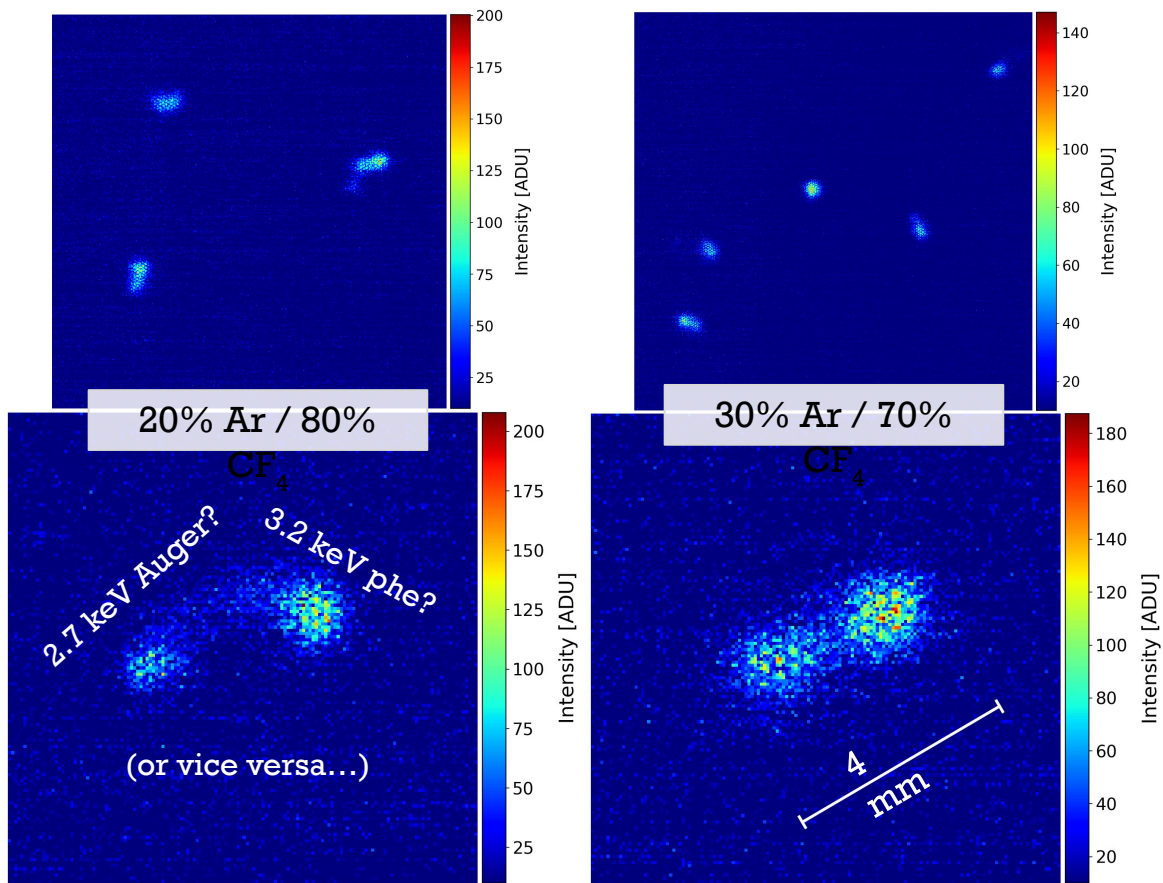 200
175
150
125
100
75
50
25
Intensity [ADU]
140
120
100
80
60
40
20
Intensity [ADU]
20% Ar / 80%
CF4
30% Ar / 70%
CF4
2.7 keV Auger?
3.2 keV phe?
(or vice versa...)
200
175
150
125
100
75
50
25
Intensity [ADU]
4
mm
180
160
140
120
100
80
60
40
20
Intensity [ADU]